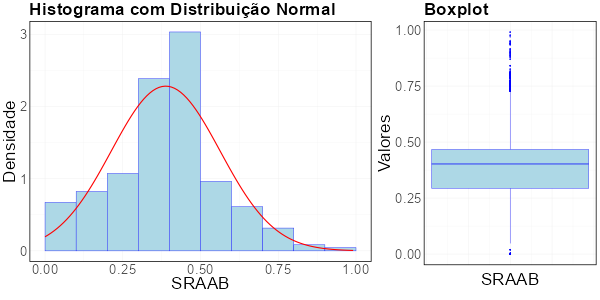 Histograma com Distribuição Normal
Densidade
3
2
1
0
0.00 0.25 0.50 0.75 1.00
SRAAB
Boxplot
Valores
1.00
0.75
0.50
0.25
0.00
SRAAB